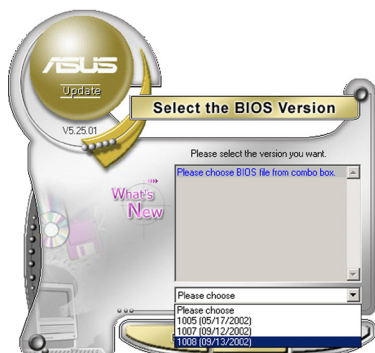 ASUS
Update
V5.25.01
Select the BIOS Version
Please select the version you want.
Please choose BIOS file from combo box.
What's
New
Please choose
Please choose
1005 (05/17/2002)
1007 (09/12/2002)
1008 (09/13/2002)